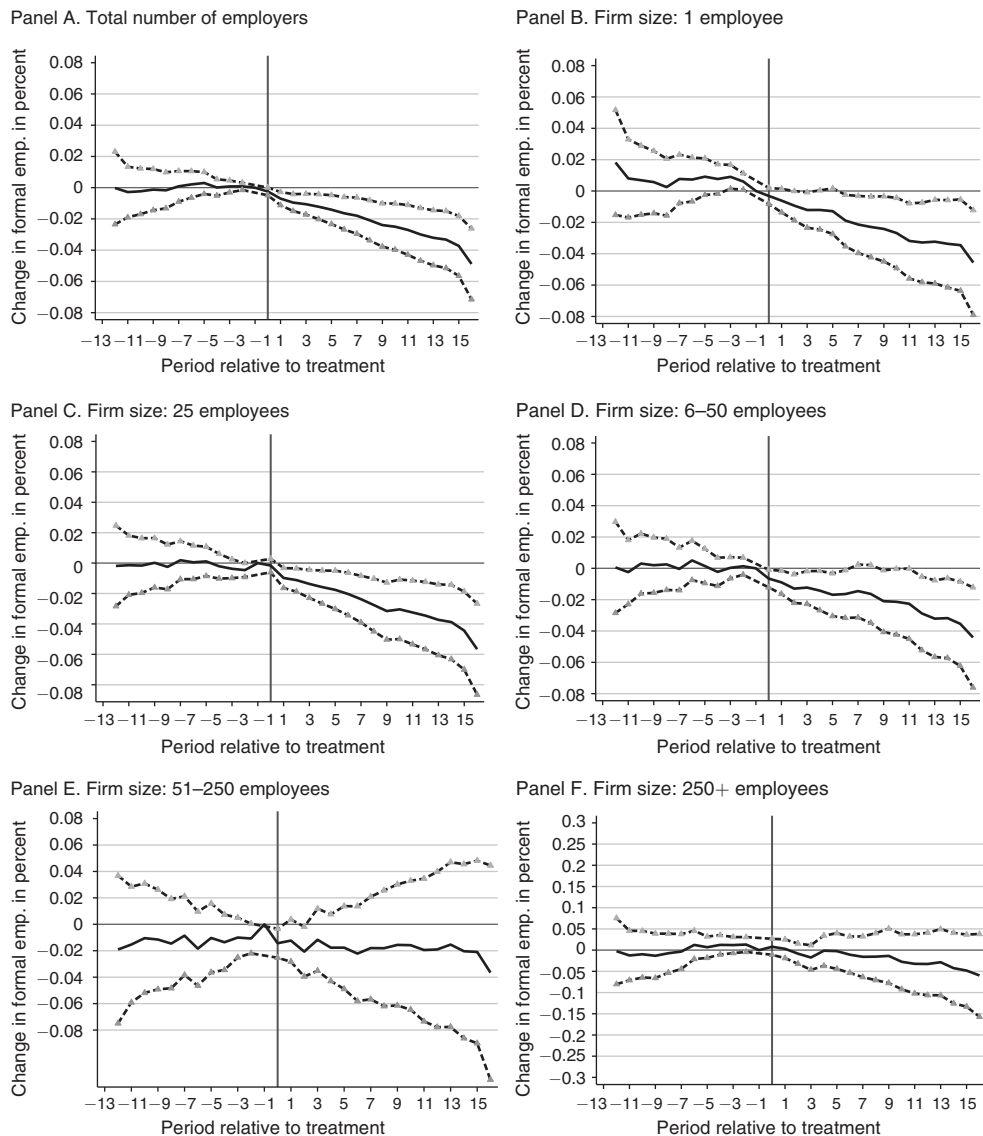 Panel A. Total number of employers
Change in formal emp. in percent
0.08
0.06
0.04
0.02
0
−0.02
−0.04
−0.06
−0.08
−13 −11 −9 −7 −5 −3 −1 1 3 5 7 9 11 13 15
Period relative to treatment
Panel B. Firm size: 1 employee
Change in formal emp. in percent
0.08
0.06
0.04
0.02
0
−0.02
−0.04
−0.06
−0.08
−13 −11 −9 −7 −5 −3 −1 1 3 5 7 9 11 13 15
Period relative to treatment
Panel C. Firm size: 25 employees
Change in formal emp. in percent
0.08
0.06
0.04
0.02
0
−0.02
−0.04
−0.06
−0.08
−13 −11 −9 −7 −5 −3 −1 1 3 5 7 9 11 13 15
Period relative to treatment
Panel D. Firm size: 6–50 employees
Change in formal emp. in percent
0.08
0.06
0.04
0.02
0
−0.02
−0.04
−0.06
−0.08
−13 −11 −9 −7 −5 −3 −1 1 3 5 7 9 11 13 15
Period relative to treatment
Panel E. Firm size: 51–250 employees
Change in formal emp. in percent
0.08
0.06
0.04
0.02
0
−0.02
−0.04
−0.06
−0.08
−13 −11 −9 −7 −5 −3 −1 1 3 5 7 9 11 13 15
Period relative to treatment
Panel F. Firm size: 250+ employees
Change in formal emp. in percent
0.3
0.25
0.2
0.15
0.1
0.05
0
−0.05
−0.1
−0.15
−0.2
−0.25
−0.3
−13 −11 −9 −7 −5 −3 −1 1 3 5 7 9 11 13 15
Period relative to treatment